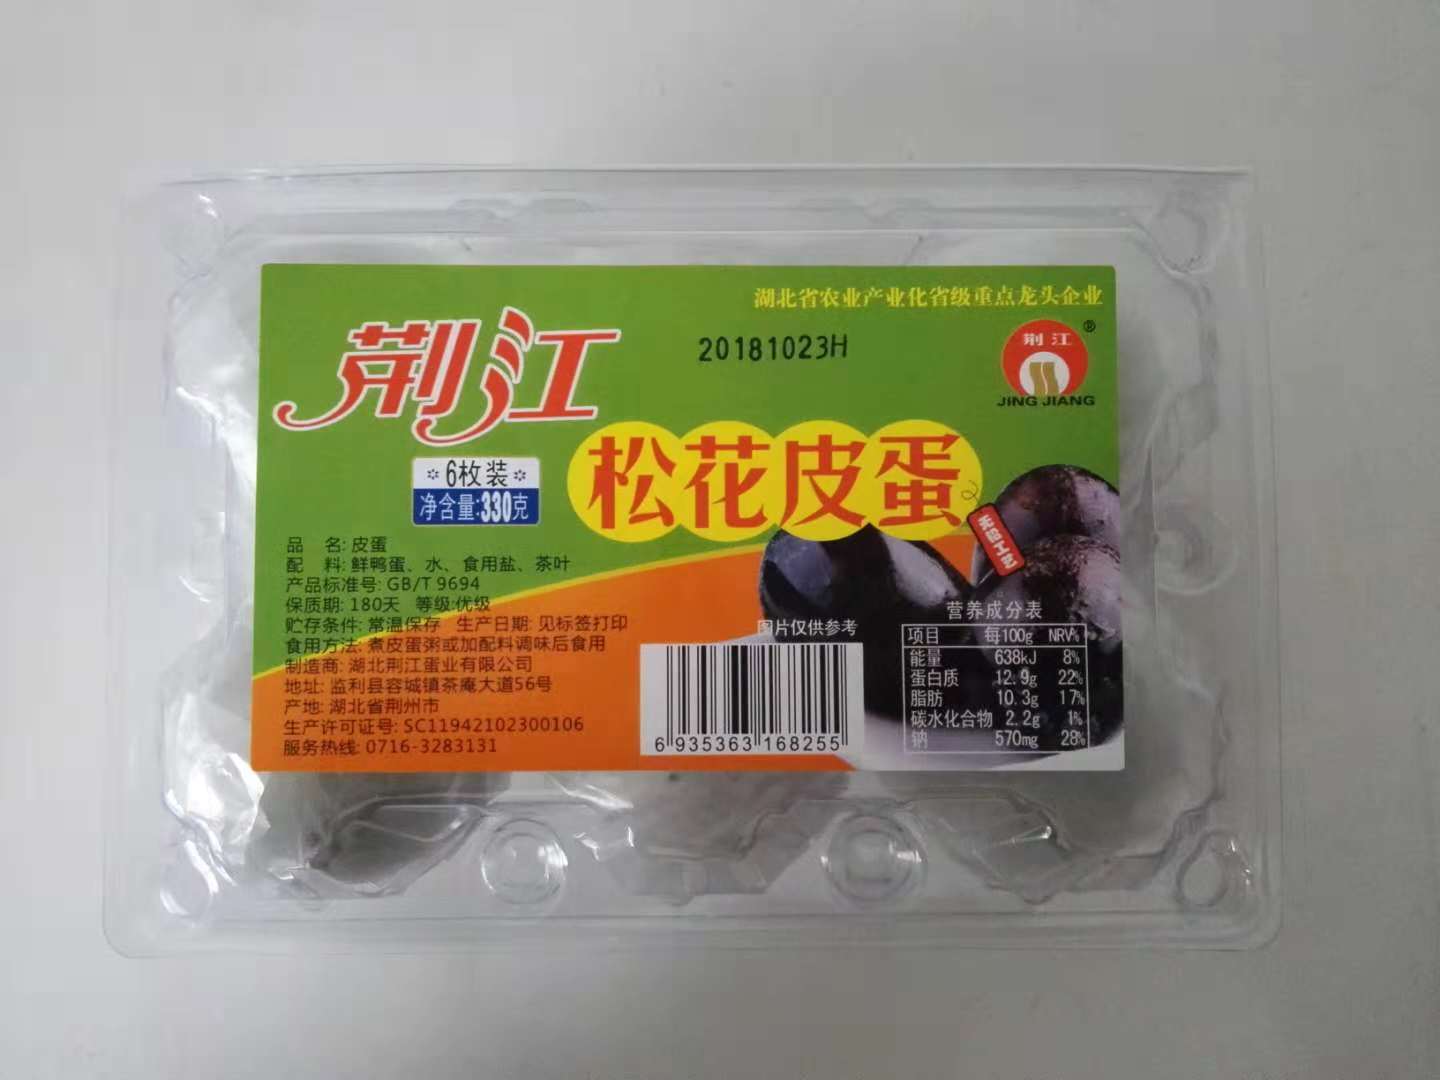 湖北省农业产业化省级重点龙头企业
荆江
20181023H
荆江
®
JING JIANG
松花皮蛋
6枚装
净含量:330克
无铅工艺
品 名: 皮蛋
配 料: 鲜鸭蛋、水、食用盐、茶叶
产品标准号: GB/T 9694
保质期: 180天 等级:优级
贮存条件: 常温保存 生产日期: 见标签打印
食用方法: 煮皮蛋粥或加配料调味后食用
制造商: 湖北荆江蛋业有限公司
地址: 监利县容城镇茶庵大道56号
产地: 湖北省荆州市
生产许可证号: SC11942102300106
服务热线: 0716-3283131
图片仅供参考
6 935363 168255
营养成分表
项目 每100g NRV%
能量 638kJ 8%
蛋白质 12.9g 22%
脂肪 10.3g 17%
碳水化合物 2.2g 1%
钠 570mg 28%